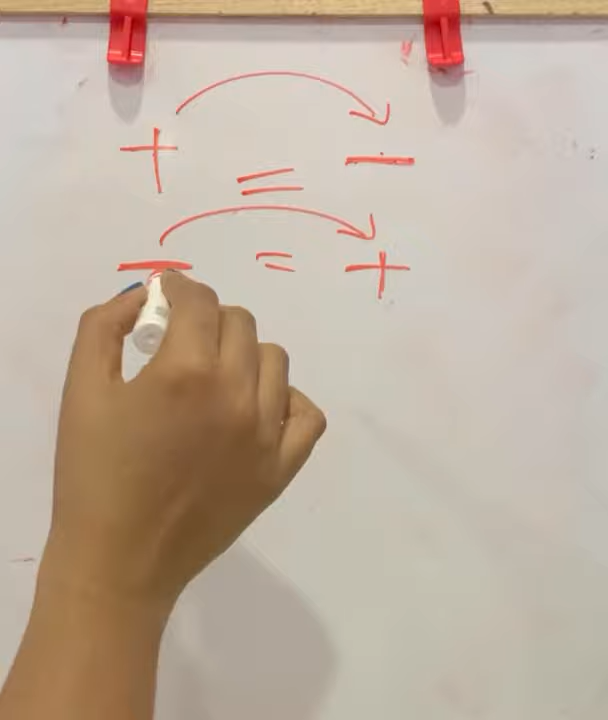 + = −
− = +